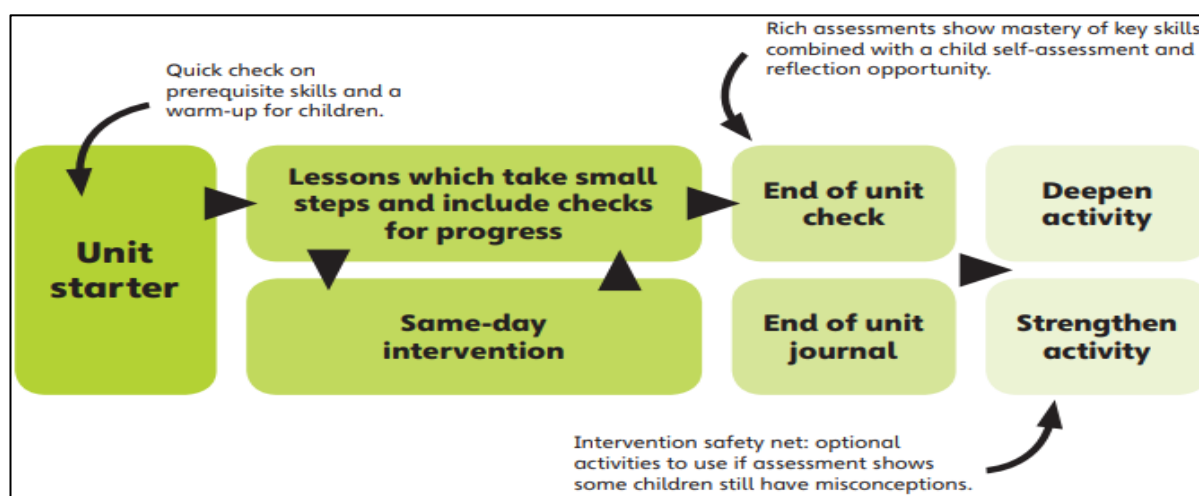 Rich assessments show mastery of key skills
combined with a child self-assessment and
reflection opportunity.
Quick check on
prerequisite skills and a
warm-up for children.
Unit
starter
Lessons which take small
steps and include checks
for progress
Same-day
intervention
End of unit
check
End of unit
journal
Deepen
activity
Strengthen
activity
Intervention safety net: optional
activities to use if assessment shows
some children still have misconceptions.